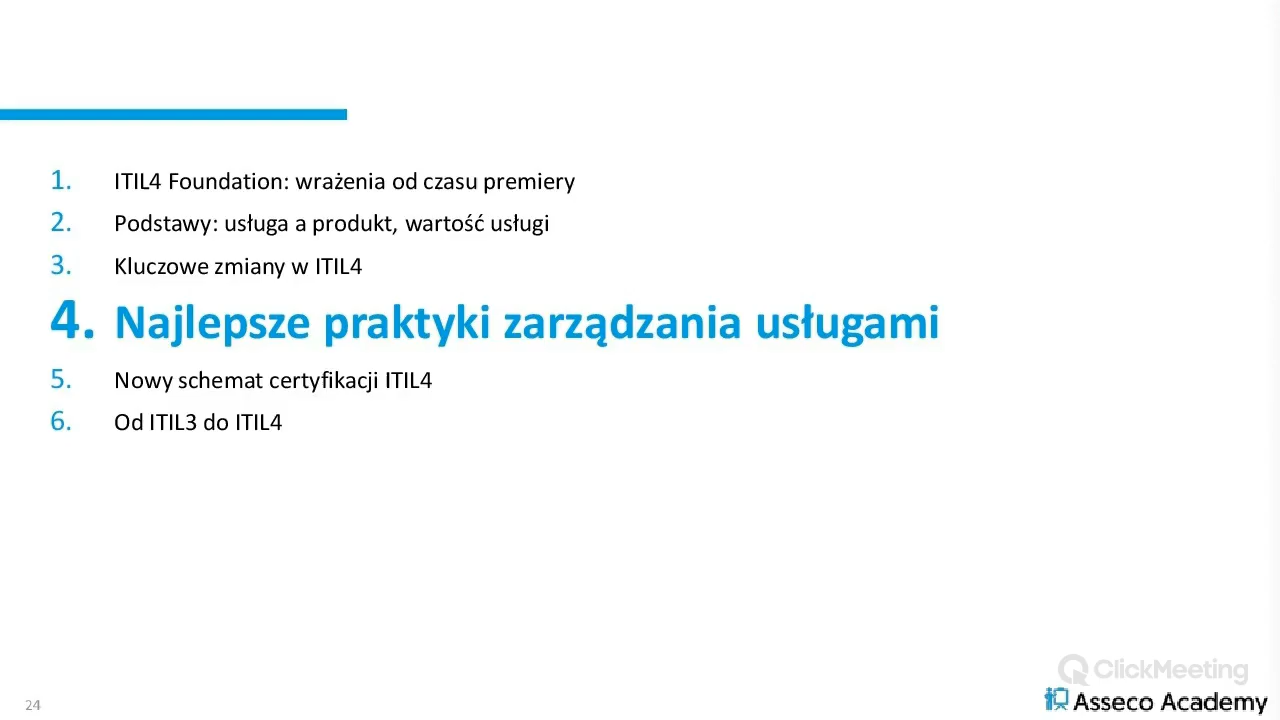 1. ITIL4 Foundation: wrażenia od czasu premiery
2. Podstawy: usługa a produkt, wartość usługi
3. Kluczowe zmiany w ITIL4
4. Najlepsze praktyki zarządzania usługami
5. Nowy schemat certyfikacji ITIL4
6. Od ITIL3 do ITIL4
ClickMeeting
24
Asseco Academy